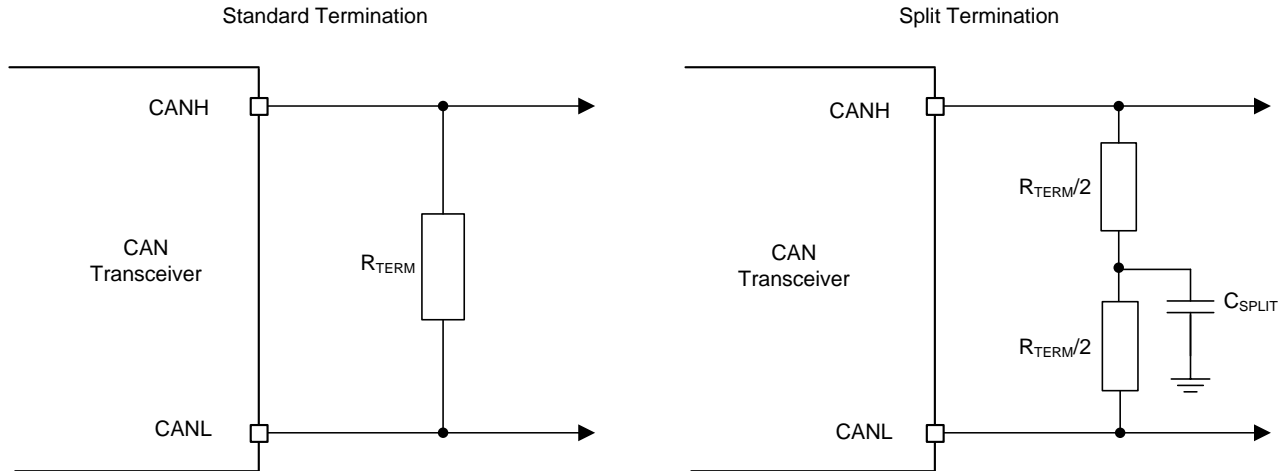 Standard Termination
CANH
CAN
Transceiver
RTERM
CANL
Split Termination
CANH
RTERM/2
CAN
Transceiver
CSPLIT
RTERM/2
CANL